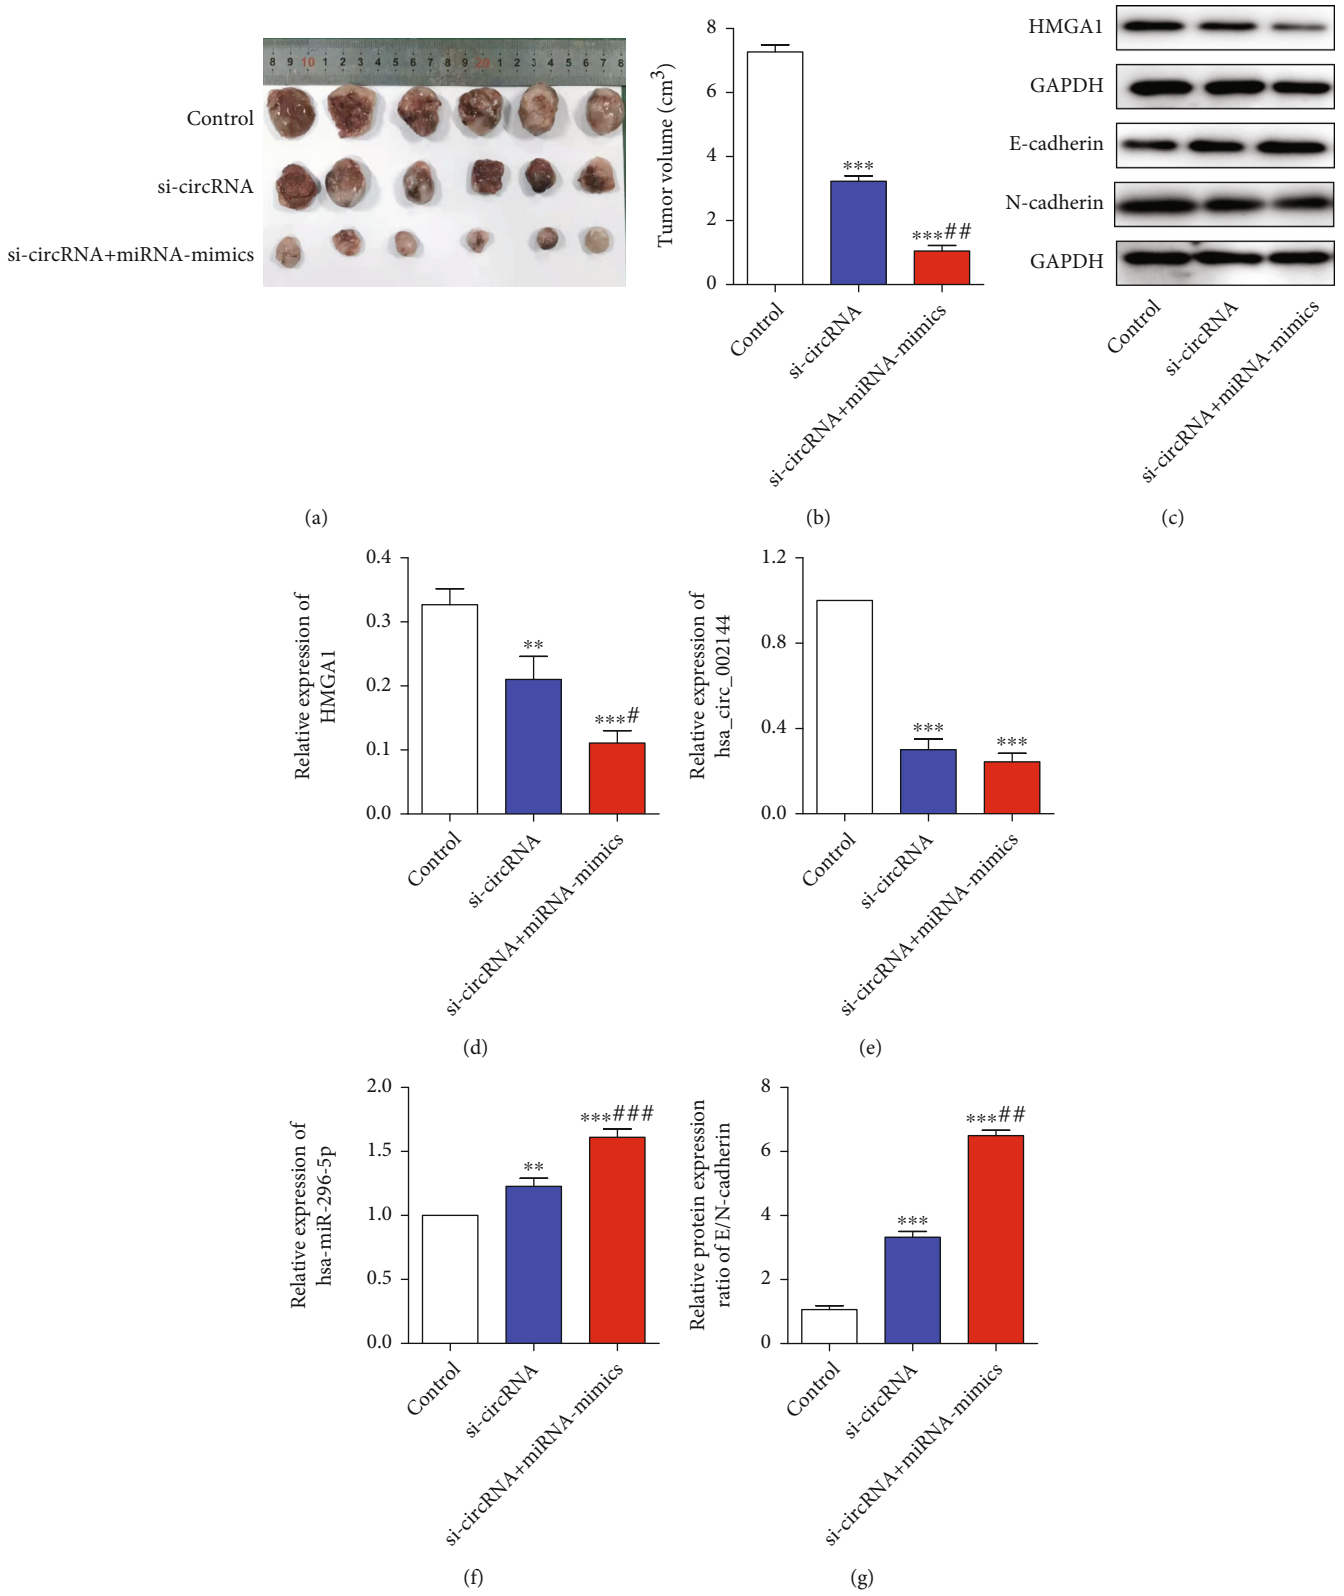 8 9 10 1 2 3 4 5 6 7 8 9 20 1 2 3 4 5 6 7 8
Control
si-circRNA
si-circRNA+miRNA-mimics
(a)
Tumor volume (cm³)
8
6
4
2
0
***
***##
Control
si-circRNA
si-circRNA+miRNA-mimics
(b)
HMGA1
GAPDH
E-cadherin
N-cadherin
GAPDH
Control
si-circRNA
si-circRNA+miRNA-mimics
(c)
Relative expression of
HMGA1
0.4
0.3
0.2
0.1
0.0
**
***#
Control
si-circRNA
si-circRNA+miRNA-mimics
(d)
Relative expression of
hsa_circ_002144
1.2
0.8
0.4
0.0
***
***
Control
si-circRNA
si-circRNA+miRNA-mimics
(e)
Relative expression of
hsa-miR-296-5p
2.0
1.5
1.0
0.5
0.0
**
***###
Control
si-circRNA
si-circRNA+miRNA-mimics
(f)
Relative protein expression
ratio of E/N-cadherin
8
6
4
2
0
***
***##
Control
si-circRNA
si-circRNA+miRNA-mimics
(g)